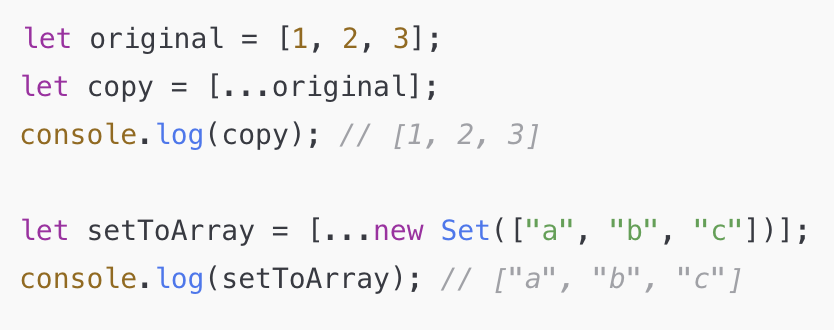 let original = [1, 2, 3];
let copy = [...original];
console.log(copy); // [1, 2, 3]
let setToArray = [...new Set(["a", "b", "c"])];
console.log(setToArray); // ["a", "b", "c"]